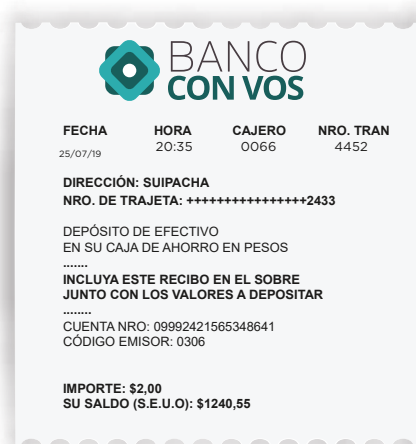 BANCO
CON VOS
FECHA HORA CAJERO NRO. TRAN
25/07/19 20:35 0066 4452
DIRECCIÓN: SUIPACHA
NRO. DE TRAJETA: ++++++++++++++++2433
DEPÓSITO DE EFECTIVO
EN SU CAJA DE AHORRO EN PESOS
.......
INCLUYA ESTE RECIBO EN EL SOBRE
JUNTO CON LOS VALORES A DEPOSITAR
........
CUENTA NRO: 09992421565348641
CÓDIGO EMISOR: 0306
IMPORTE: $2,00
SU SALDO (S.E.U.O): $1240,55